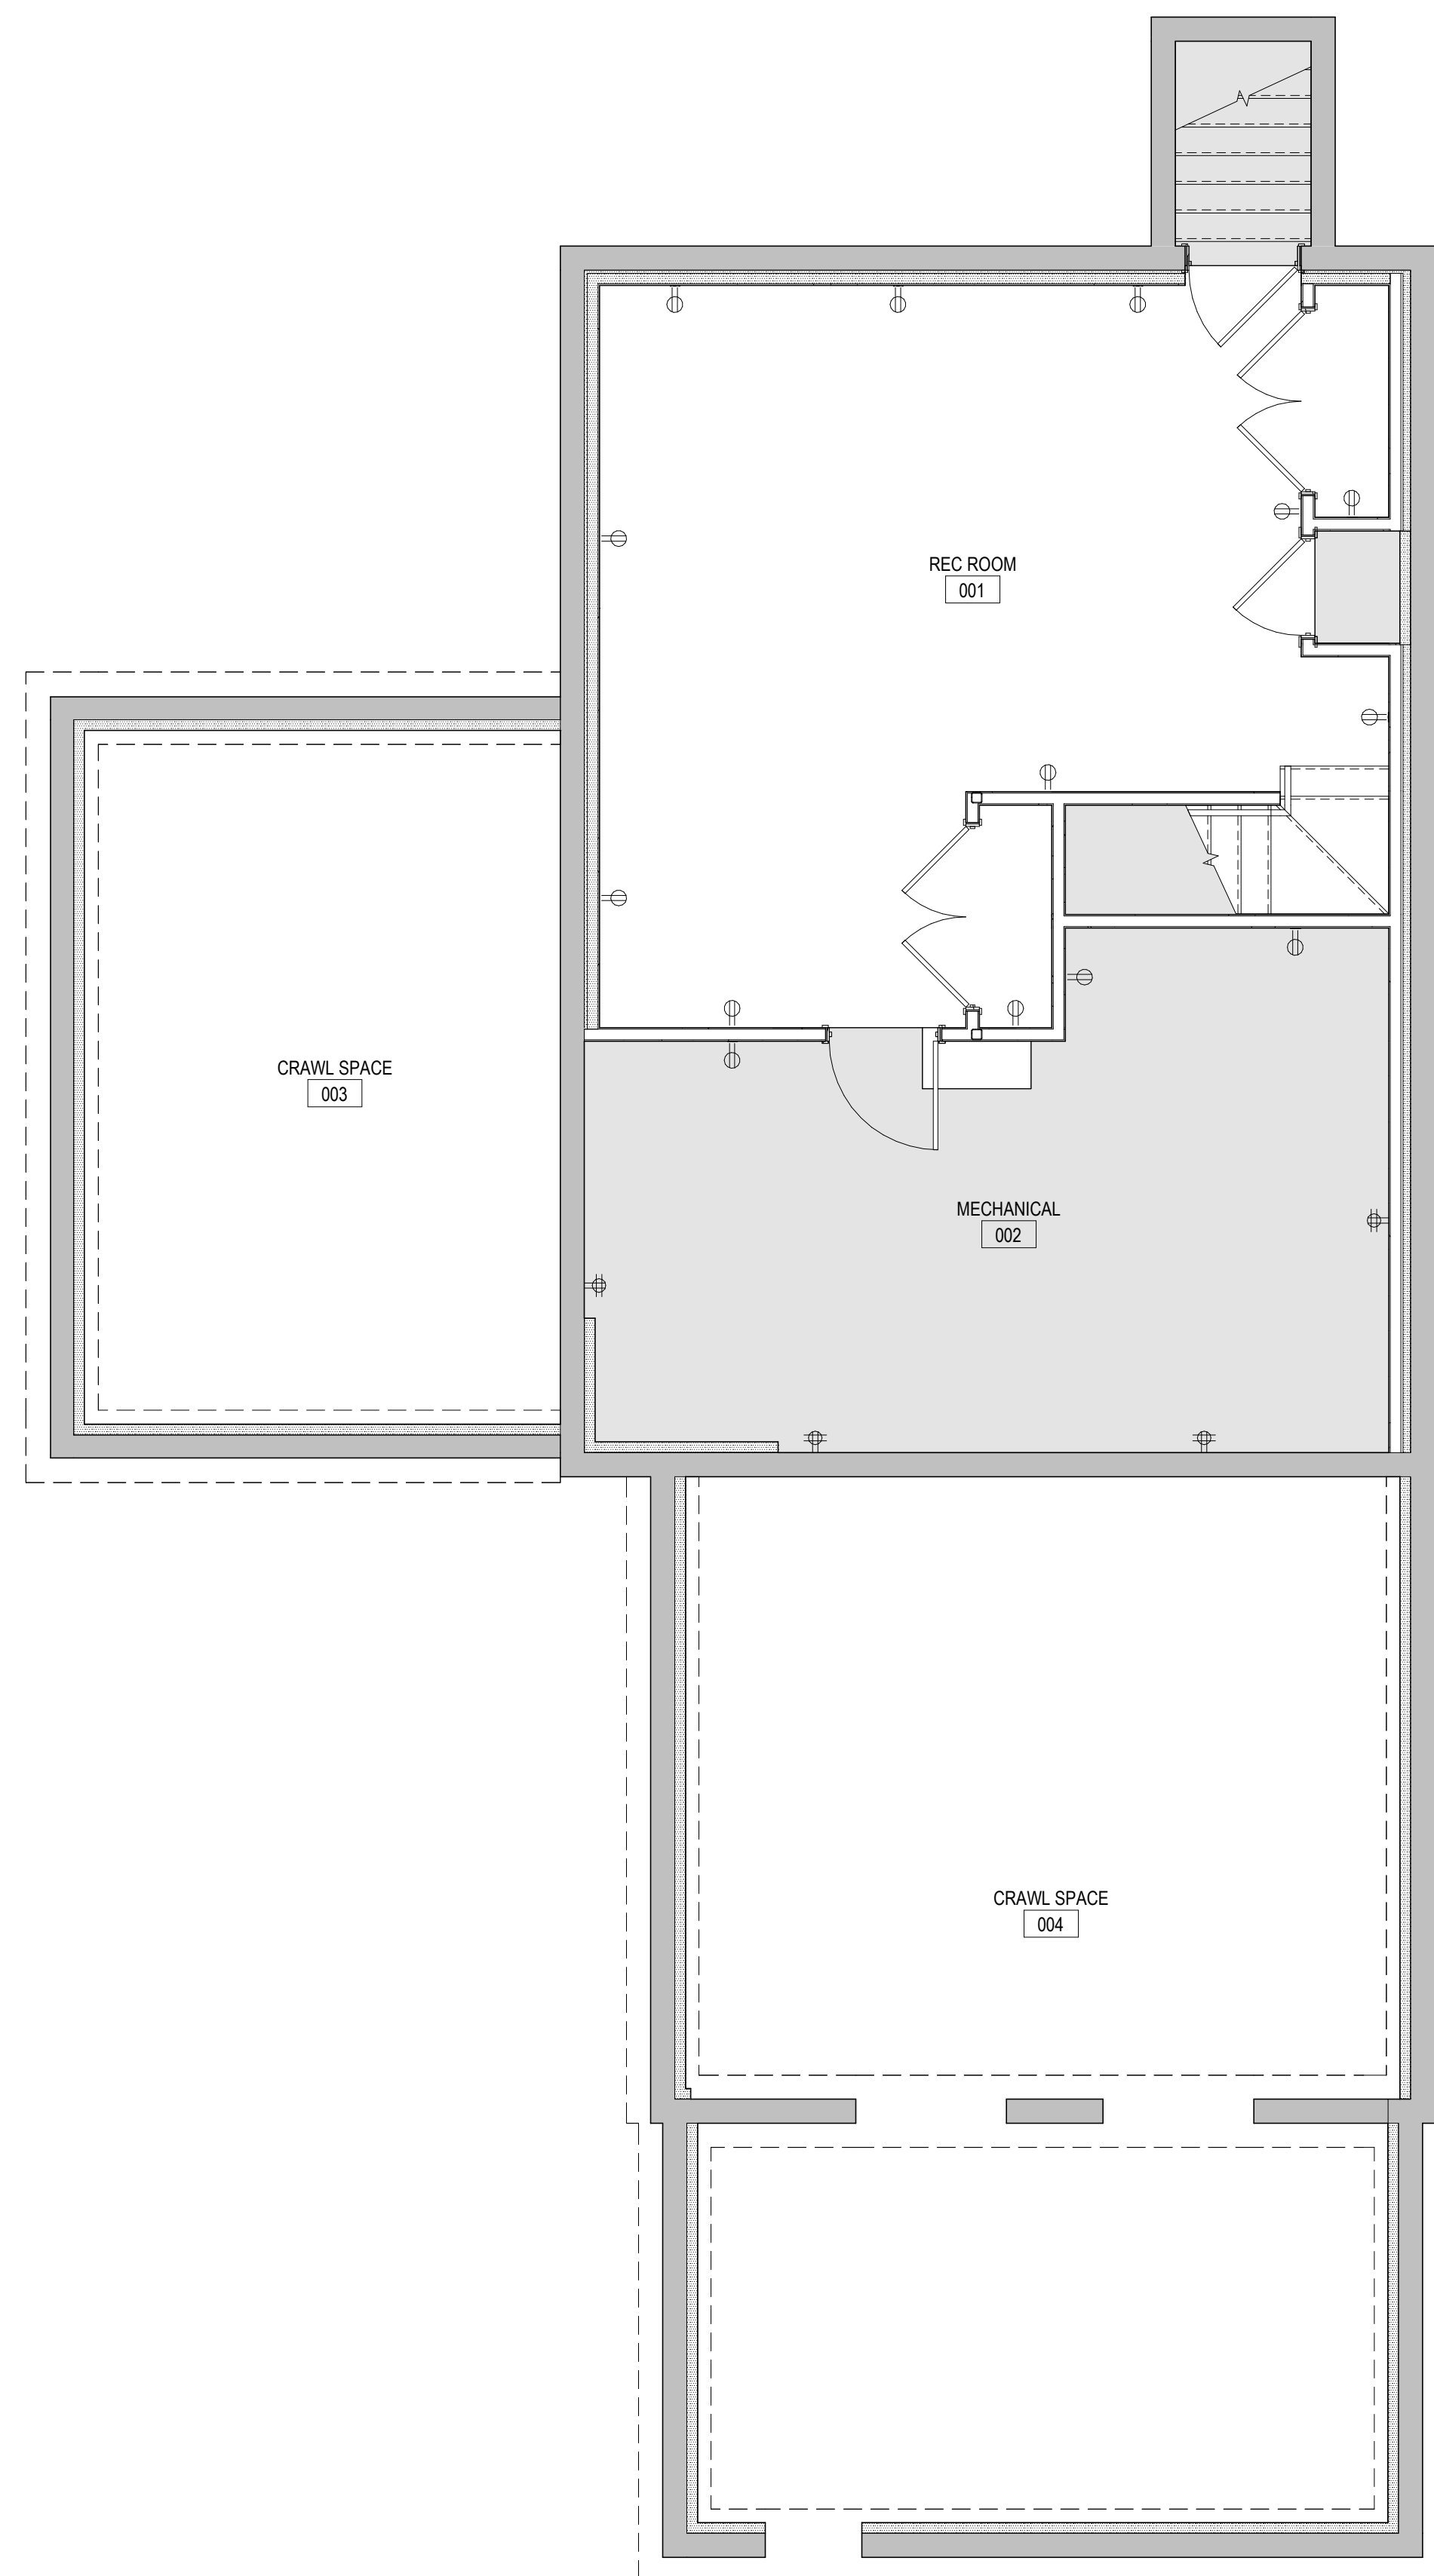 REC ROOM
001
CRAWL SPACE
003
MECHANICAL
002
CRAWL SPACE
004